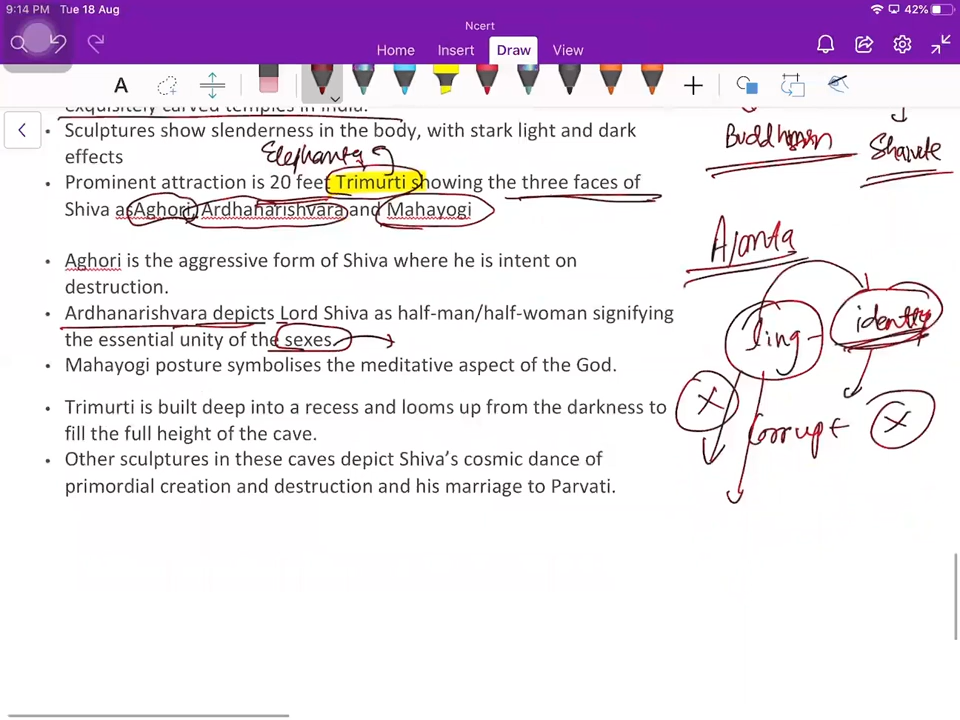 9:14 PM Tue 18 Aug
42%
Ncert
Home Insert Draw View
A
exquisitely carved temples in India.
• Sculptures show slenderness in the body, with stark light and dark
effects
Elephanta
• Prominent attraction is 20 feet Trimurti showing the three faces of
Shiva as Aghori, Ardhanarishvara and Mahayogi
• Aghori is the aggressive form of Shiva where he is intent on
destruction.
• Ardhanarishvara depicts Lord Shiva as half-man/half-woman signifying
the essential unity of the sexes.
• Mahayogi posture symbolises the meditative aspect of the God.
• Trimurti is built deep into a recess and looms up from the darkness to
fill the full height of the cave.
• Other sculptures in these caves depict Shiva’s cosmic dance of
primordial creation and destruction and his marriage to Parvati.
Ajanta
ling - identity
X Corrupt X